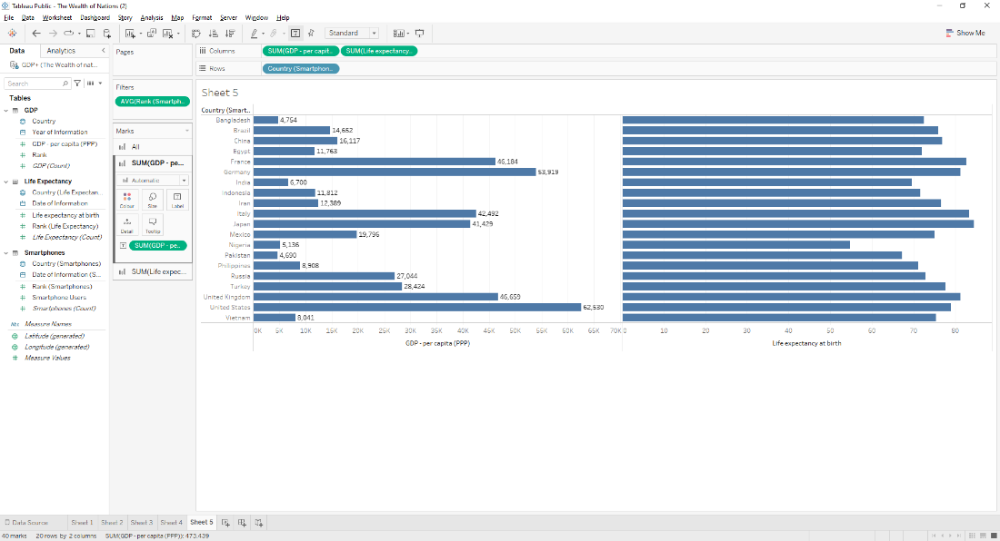 Tableau Public - The Wealth of Nations (2)
File Data Worksheet Dashboard Story Analysis Map Format Server Window Help
Standard
Show Me
Data Analytics
GDP+ (The Wealth of nat...
Search
Tables
GDP
Country
Year of Information
GDP - per capita (PPP)
Rank
GDP (Count)
Life Expectancy
Country (Life Expectan...
Date of Information
Life expectancy at birth
Rank (Life Expectancy)
Life Expectancy (Count)
Smartphones
Country (Smartphones)
Date of Information (S...
Rank (Smartphones)
Smartphone Users
Smartphones (Count)
Abc Measure Names
Latitude (generated)
Longitude (generated)
Measure Values
Pages
Filters
AVG(Rank (Smartph..
Marks
All
SUM(GDP - pe...
Automatic
Colour Size Label
Detail Tooltip
SUM(GDP - pe..
SUM(Life expec...
Columns SUM(GDP - per capit.. SUM(Life expectancy..
Rows Country (Smartphon..
Sheet 5
Country (Smart..
Bangladesh 4,754
Brazil 14,652
China 16,117
Egypt 11,763
France 46,184
Germany 53,919
India 6,700
Indonesia 11,812
Iran 12,389
Italy 42,492
Japan 41,429
Mexico 19,796
Nigeria 5,136
Pakistan 4,690
Philippines 8,908
Russia 27,044
Turkey 28,424
United Kingdom 46,659
United States 62,530
Vietnam 8,041
0K 5K 10K 15K 20K 25K 30K 35K 40K 45K 50K 55K 60K 65K 70K 0 10 20 30 40 50 60 70 80
GDP - per capita (PPP) Life expectancy at birth
Data Source Sheet 1 Sheet 2 Sheet 3 Sheet 4 Sheet 5
40 marks 20 rows by 2 columns SUM(GDP - per capita (PPP)): 473,439